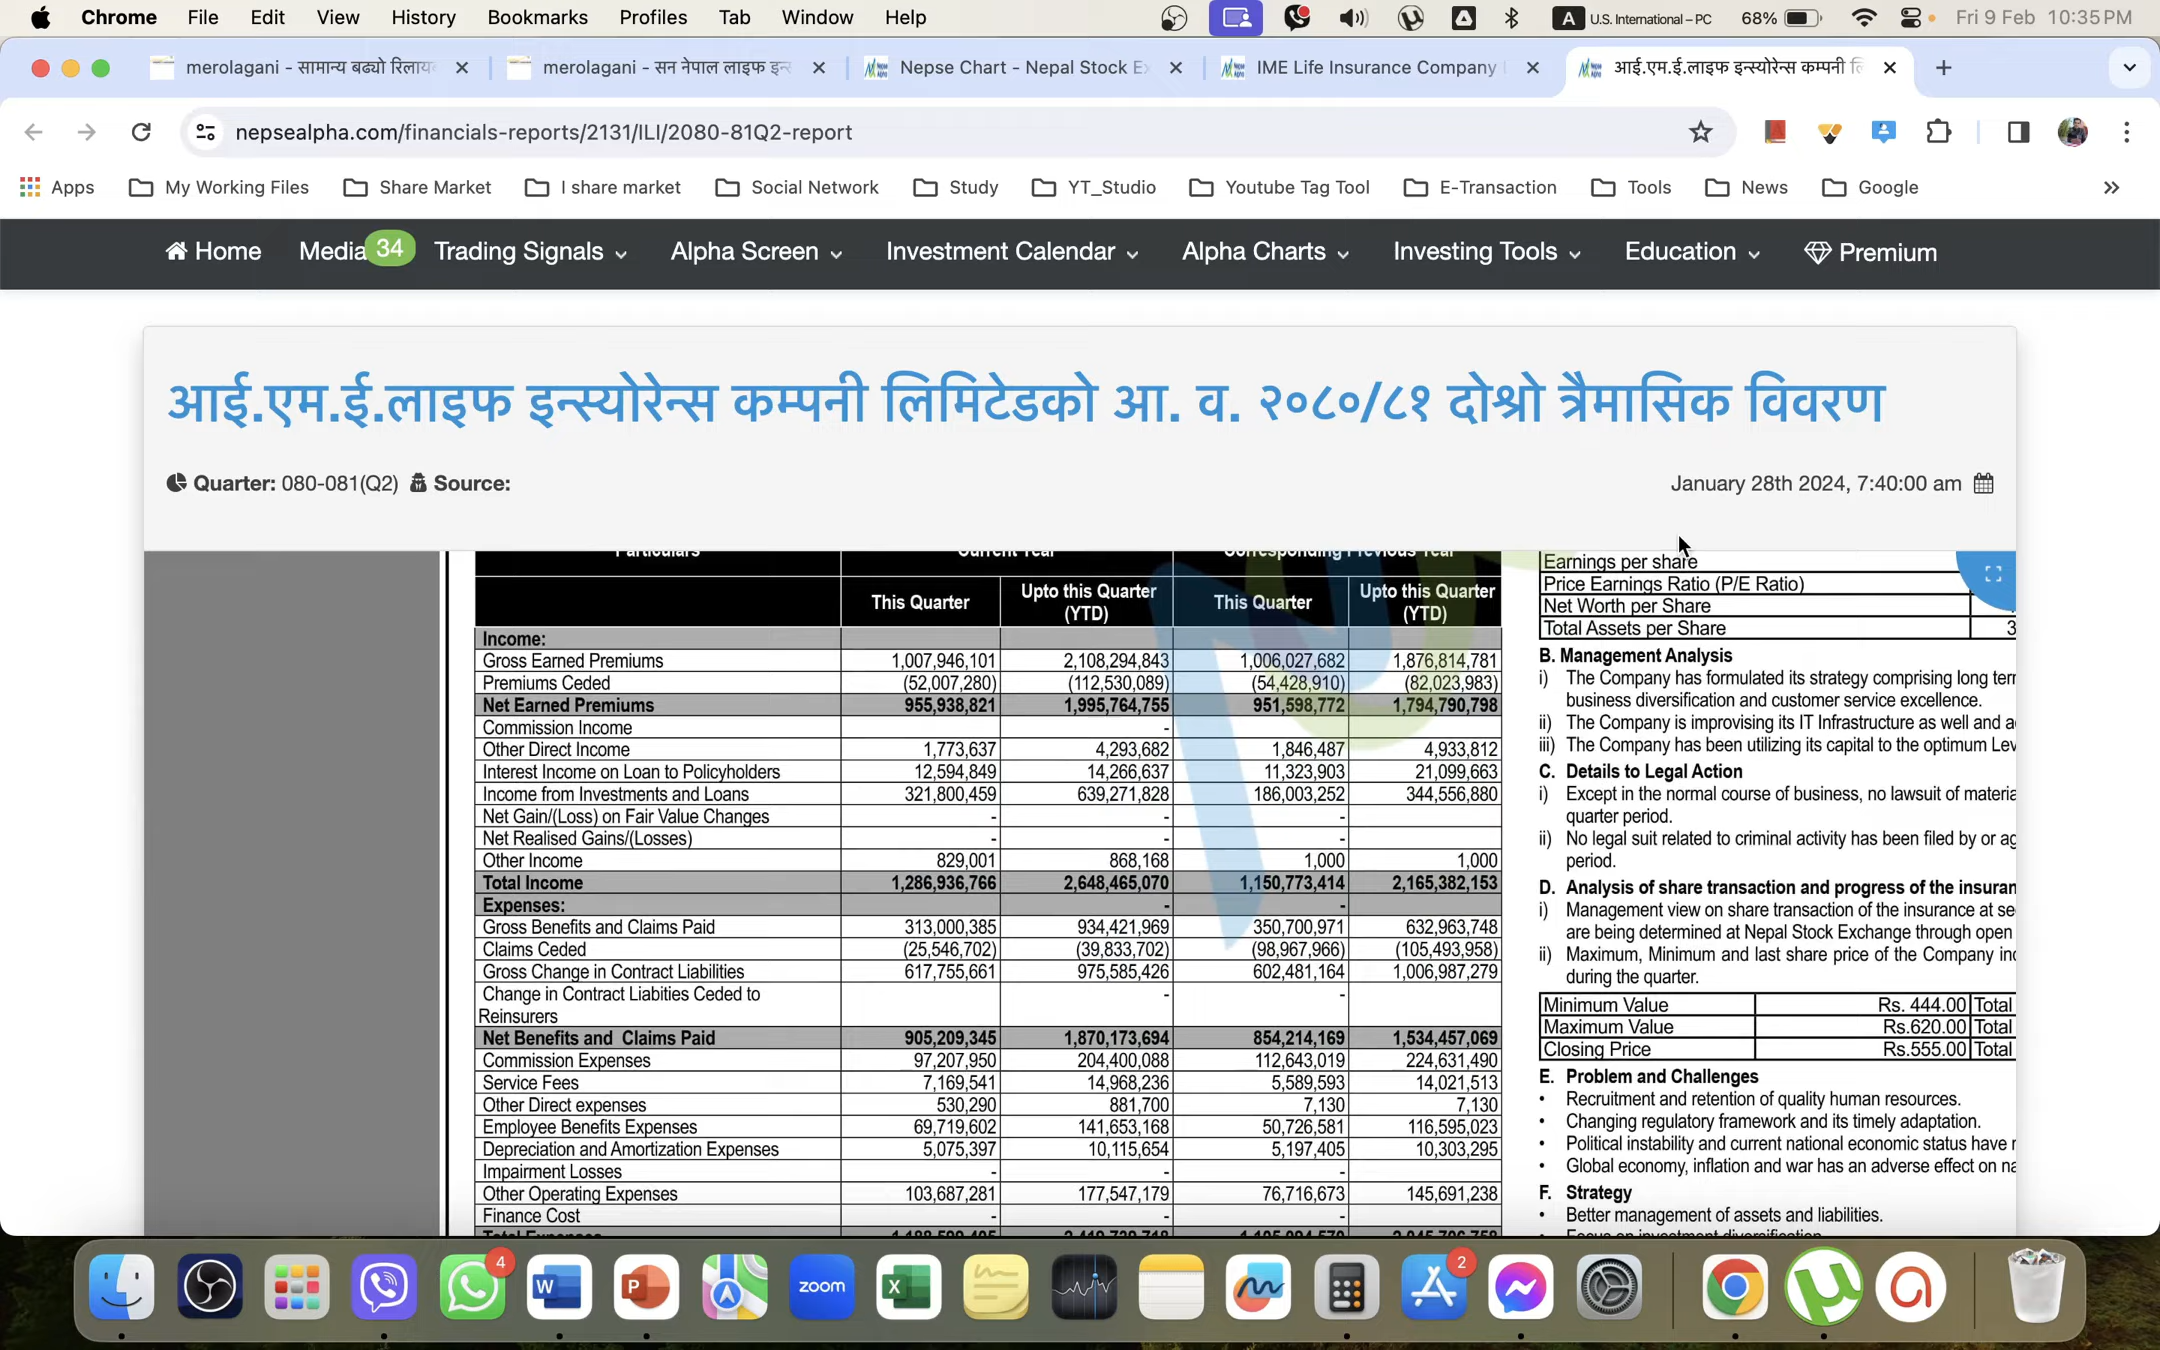 Chrome File Edit View History Bookmarks Profiles Tab Window Help A U.S. International – PC 68% Fri 9 Feb 10:35 PM
merolagani - सामान्य बढ्यो रिलायन merolagani - सन नेपाल लाइफ इन्स Nepse Chart - Nepal Stock Ex IME Life Insurance Company आई.एम.ई.लाइफ इन्स्योरेन्स कम्पनी लि
nepsealpha.com/financials-reports/2131/ILI/2080-81Q2-report
Apps My Working Files Share Market I share market Social Network Study YT_Studio Youtube Tag Tool E-Transaction Tools News Google
Home Media 34 Trading Signals Alpha Screen Investment Calendar Alpha Charts Investing Tools Education Premium
आई.एम.ई.लाइफ इन्स्योरेन्स कम्पनी लिमिटेडको आ. व. २०८०/८१ दोश्रो त्रैमासिक विवरण
Quarter: 080-081(Q2) Source: January 28th 2024, 7:40:00 am
Particulars Current Year Corresponding Previous Year
This Quarter Upto this Quarter (YTD) This Quarter Upto this Quarter (YTD)
Income:
Gross Earned Premiums 1,007,946,101 2,108,294,843 1,006,027,682 1,876,814,781
Premiums Ceded (52,007,280) (112,530,089) (54,428,910) (82,023,983)
Net Earned Premiums 955,938,821 1,995,764,755 951,598,772 1,794,790,798
Commission Income -
Other Direct Income 1,773,637 4,293,682 1,846,487 4,933,812
Interest Income on Loan to Policyholders 12,594,849 14,266,637 11,323,903 21,099,663
Income from Investments and Loans 321,800,459 639,271,828 186,003,252 344,556,880
Net Gain/(Loss) on Fair Value Changes - - -
Net Realised Gains/(Losses) - - -
Other Income 829,001 868,168 1,000 1,000
Total Income 1,286,936,766 2,648,465,070 1,150,773,414 2,165,382,153
Expenses: - -
Gross Benefits and Claims Paid 313,000,385 934,421,969 350,700,971 632,963,748
Claims Ceded (25,546,702) (39,833,702) (98,967,966) (105,493,958)
Gross Change in Contract Liabilities 617,755,661 975,585,426 602,481,164 1,006,987,279
Change in Contract Liabities Ceded to - -
Reinsurers
Net Benefits and Claims Paid 905,209,345 1,870,173,694 854,214,169 1,534,457,069
Commission Expenses 97,207,950 204,400,088 112,643,019 224,631,490
Service Fees 7,169,541 14,968,236 5,589,593 14,021,513
Other Direct expenses 530,290 881,700 7,130 7,130
Employee Benefits Expenses 69,719,602 141,653,168 50,726,581 116,595,023
Depreciation and Amortization Expenses 5,075,397 10,115,654 5,197,405 10,303,295
Impairment Losses - - -
Other Operating Expenses 103,687,281 177,547,179 76,716,673 145,691,238
Finance Cost - - -
Total Expenses
Earnings per share
Price Earnings Ratio (P/E Ratio)
Net Worth per Share
Total Assets per Share 3
B. Management Analysis
i) The Company has formulated its strategy comprising long ter
business diversification and customer service excellence.
ii) The Company is improvising its IT Infrastructure as well and a
iii) The Company has been utilizing its capital to the optimum Lev
C. Details to Legal Action
i) Except in the normal course of business, no lawsuit of materia
quarter period.
ii) No legal suit related to criminal activity has been filed by or ag
period.
D. Analysis of share transaction and progress of the insuran
i) Management view on share transaction of the insurance at se
are being determined at Nepal Stock Exchange through open
ii) Maximum, Minimum and last share price of the Company inc
during the quarter.
Minimum Value Rs. 444.00 Total
Maximum Value Rs.620.00 Total
Closing Price Rs.555.00 Total
E. Problem and Challenges
• Recruitment and retention of quality human resources.
• Changing regulatory framework and its timely adaptation.
• Political instability and current national economic status have r
• Global economy, inflation and war has an adverse effect on na
F. Strategy
• Better management of assets and liabilities.
• Focus on investment diversification
4 W P zoom X 2